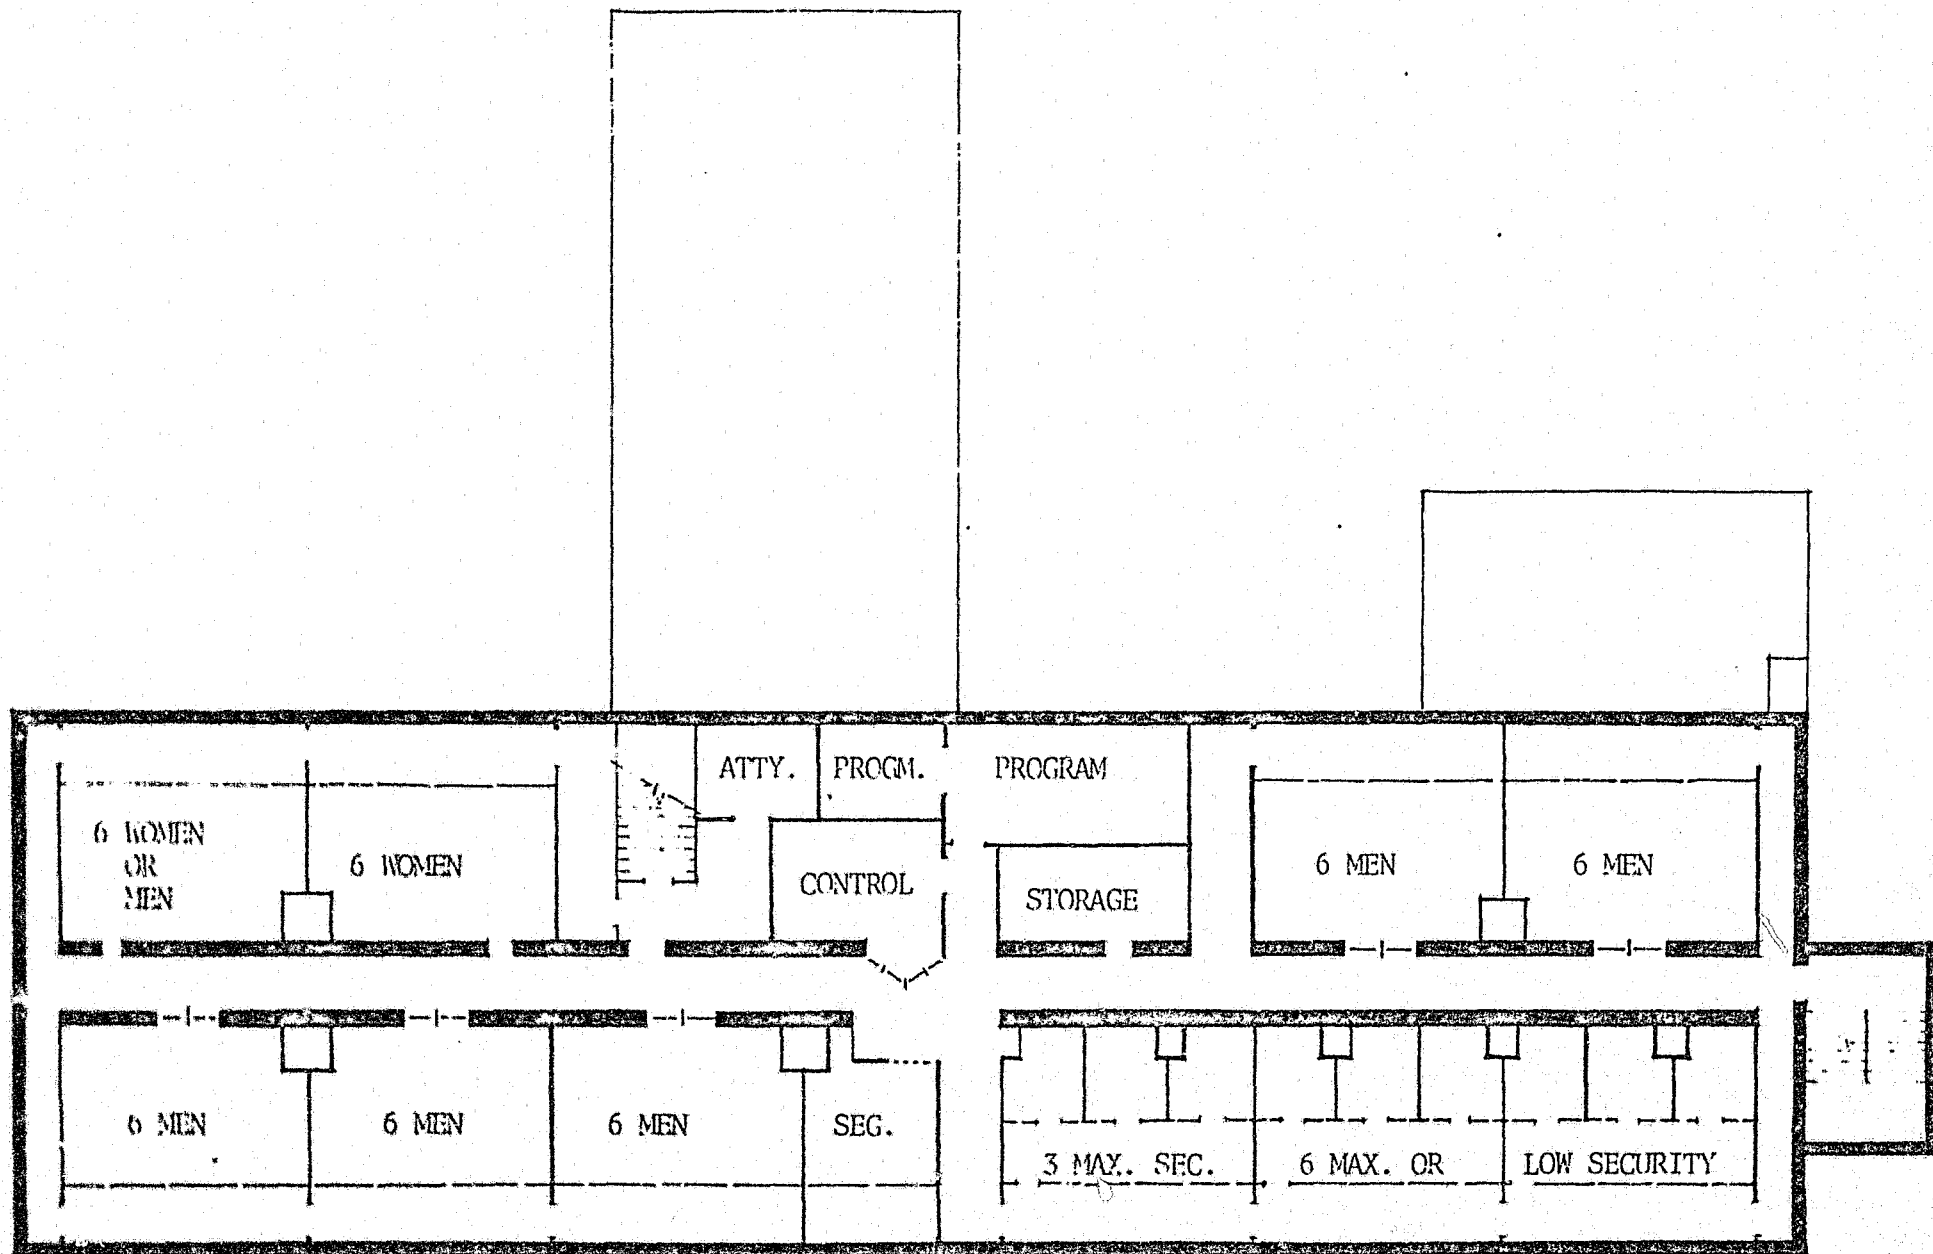 ATTY.
PROGM.
PROGRAM
6 WOMEN
OR
MEN
6 WOMEN
CONTROL
STORAGE
6 MEN
6 MEN
6 MEN
6 MEN
6 MEN
SEG.
3 MAX. SEC.
6 MAX. OR
LOW SECURITY